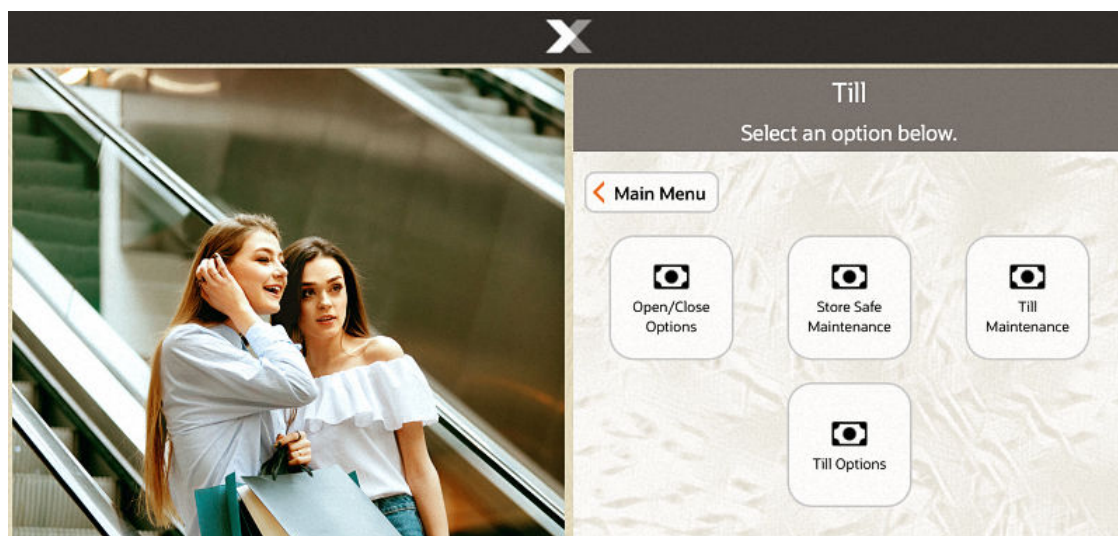 Till
Select an option below.
Main Menu
Open/Close
Options
Store Safe
Maintenance
Till
Maintenance
Till Options